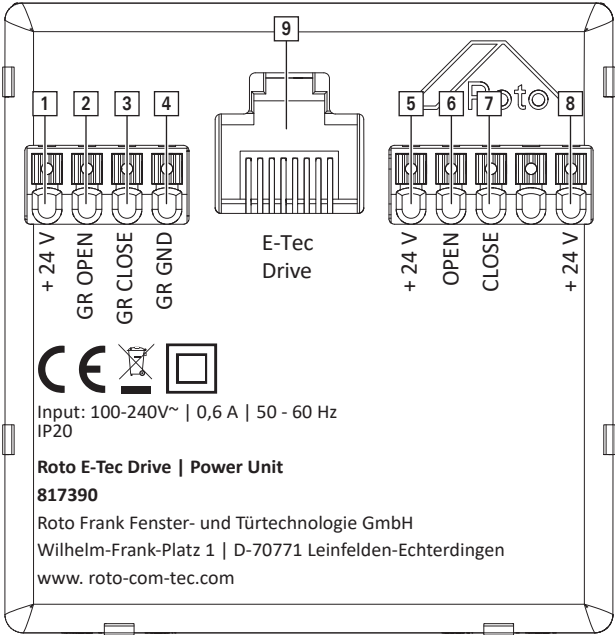 9
Roto
1 2 3 4 5 6 7 8
+ 24 V
GR OPEN
GR CLOSE
GR GND
E-Tec
Drive
+ 24 V
OPEN
CLOSE
+ 24 V
CE
Input: 100-240V~ | 0,6 A | 50 - 60 Hz
IP20
Roto E-Tec Drive | Power Unit
817390
Roto Frank Fenster- und Türtechnologie GmbH
Wilhelm-Frank-Platz 1 | D-70771 Leinfelden-Echterdingen
www. roto-com-tec.com